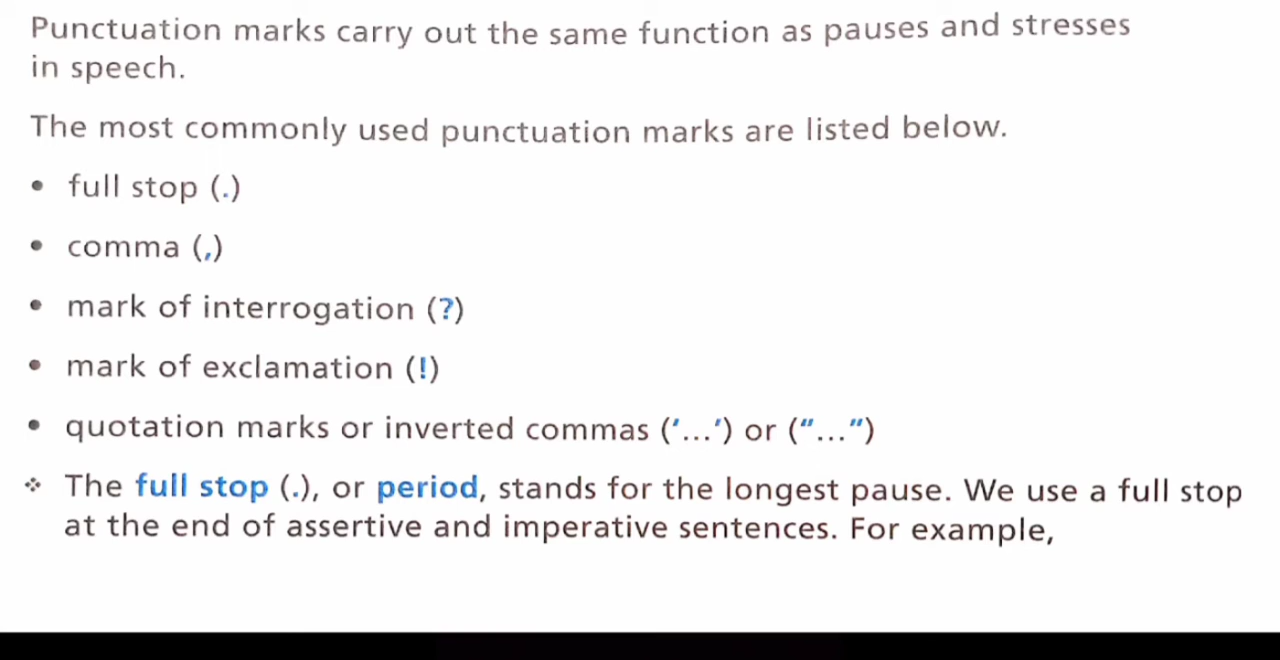 Punctuation marks carry out the same function as pauses and stresses
in speech.
The most commonly used punctuation marks are listed below.
• full stop (.)
• comma (,)
• mark of interrogation (?)
• mark of exclamation (!)
• quotation marks or inverted commas (‘...’) or (“...”)
❖ The full stop (.), or period, stands for the longest pause. We use a full stop
at the end of assertive and imperative sentences. For example,